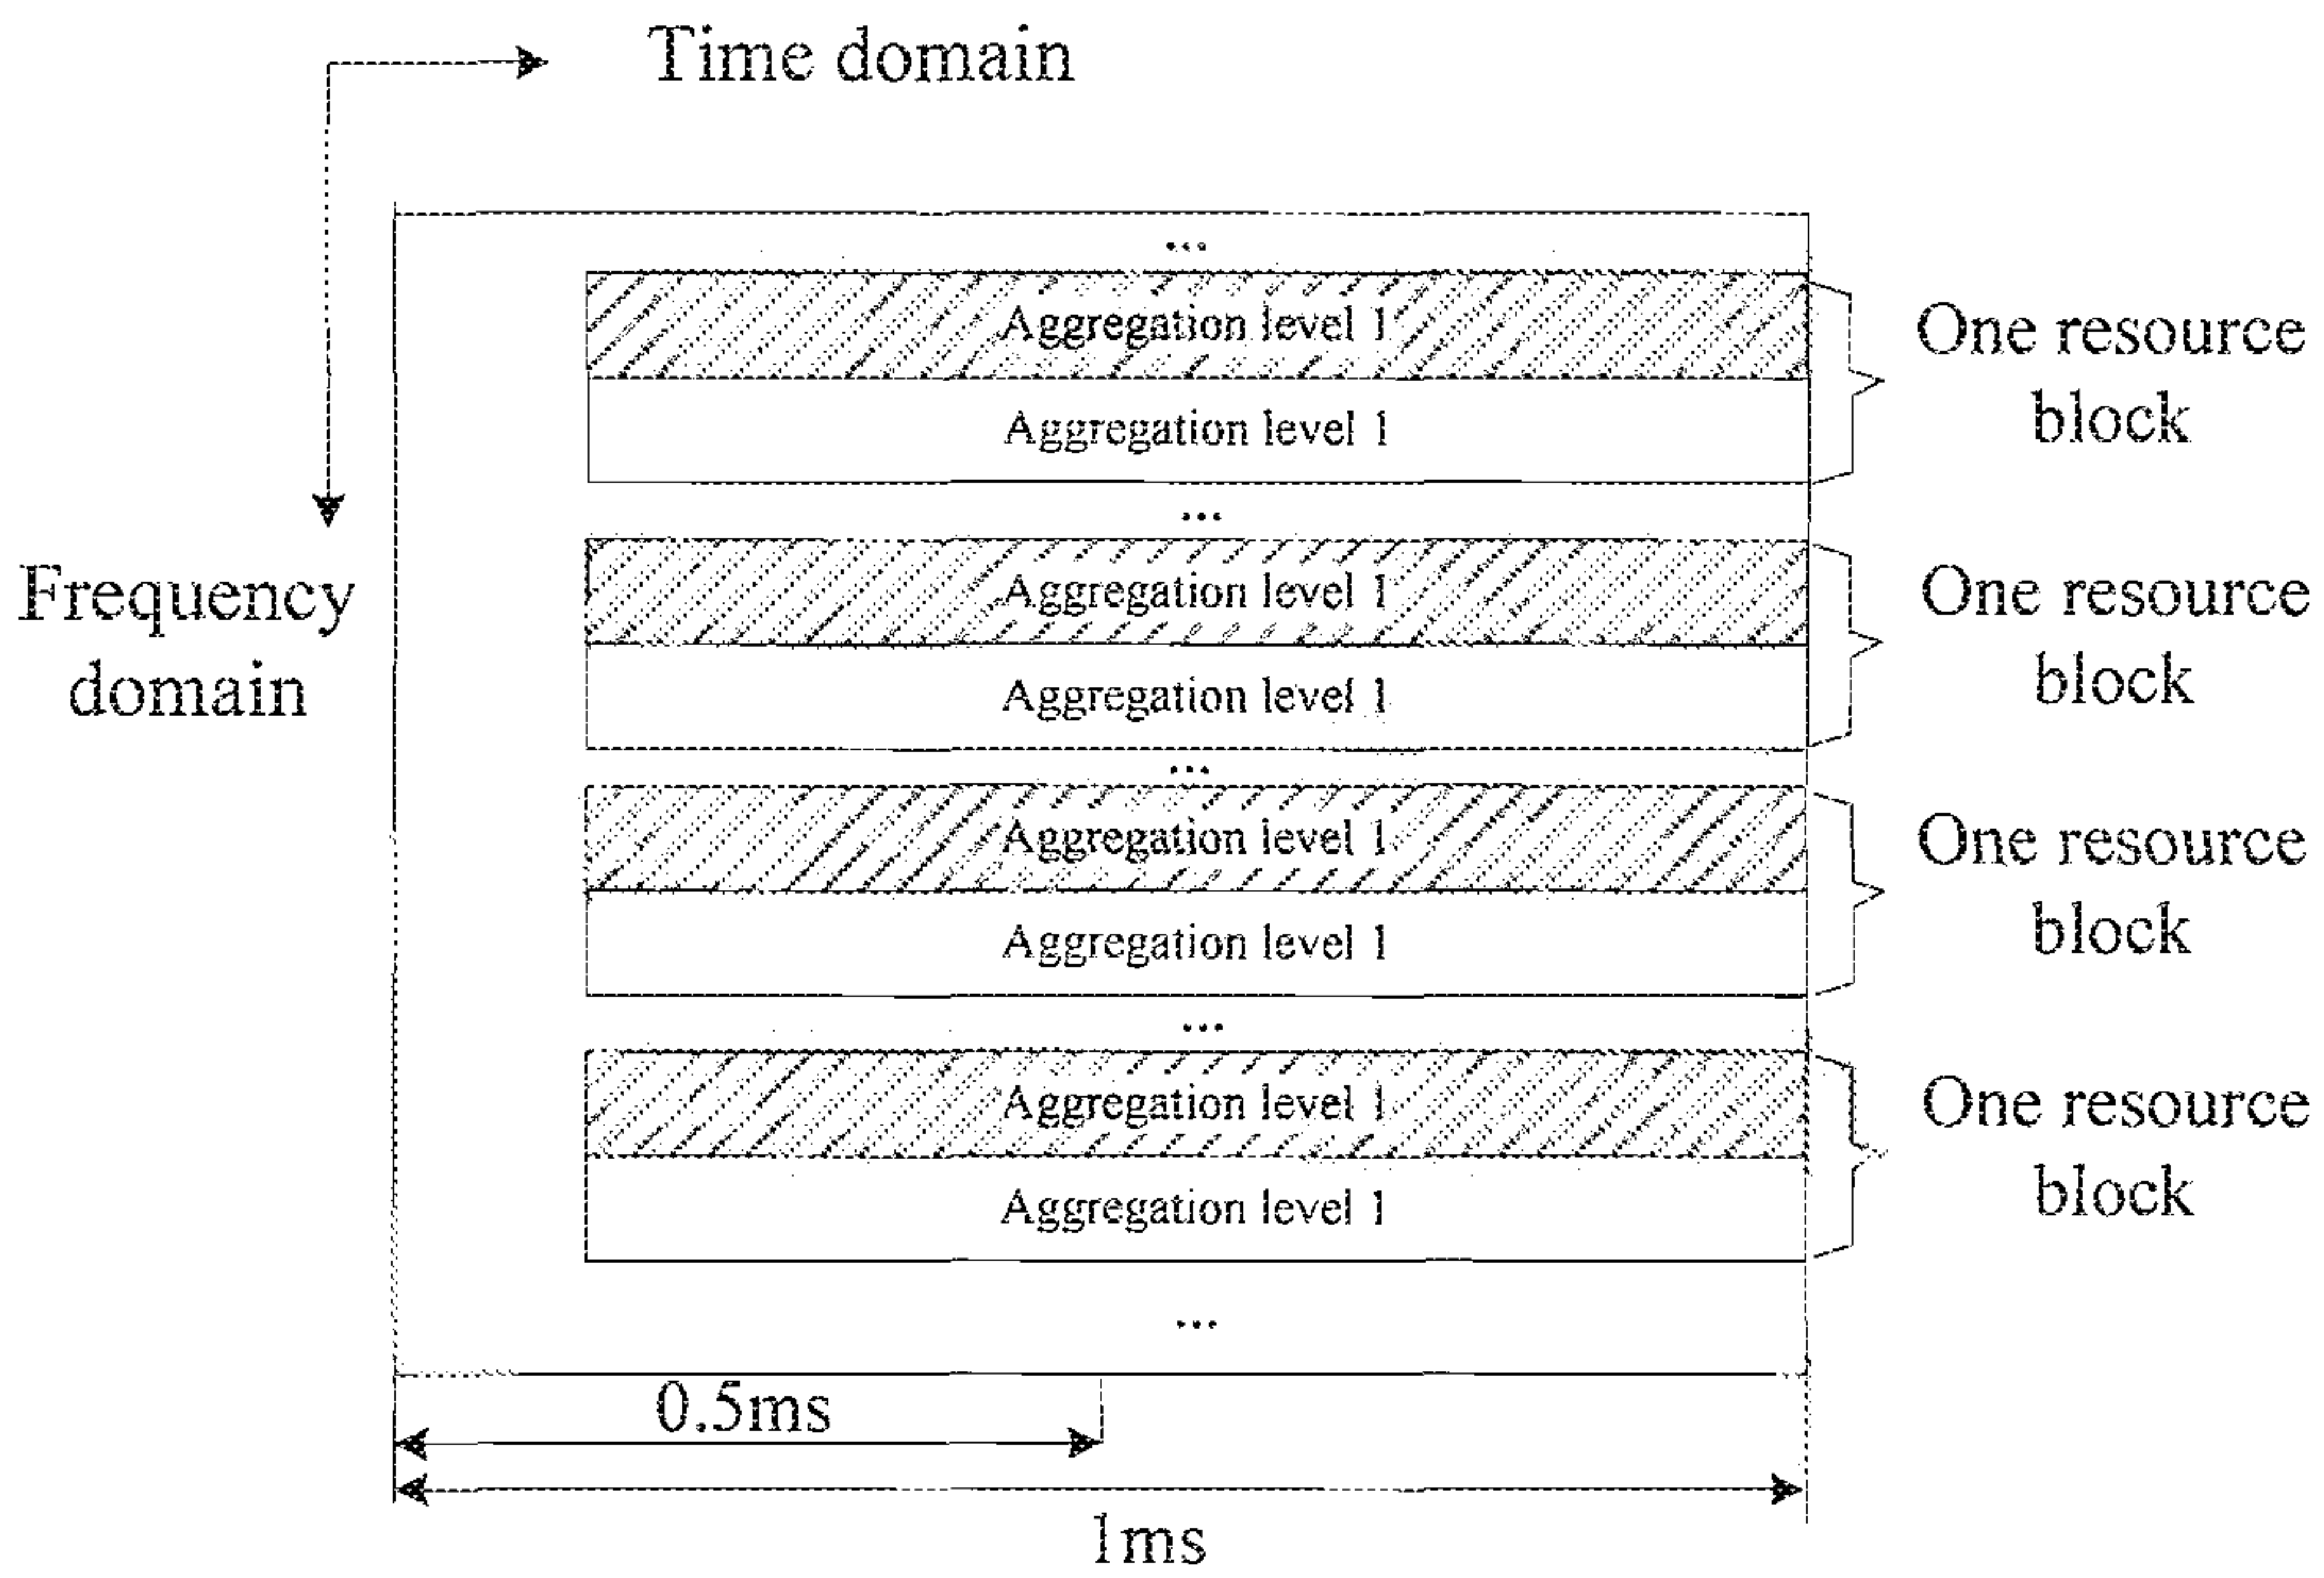 Time domain
...
Aggregation level 1
One resource
block
Aggregation level 1
...
Aggregation level 1
One resource
block
Aggregation level 1
Frequency
domain
...
Aggregation level 1
One resource
block
Aggregation level 1
...
Aggregation level 1
One resource
block
Aggregation level 1
...
0.5ms
1ms